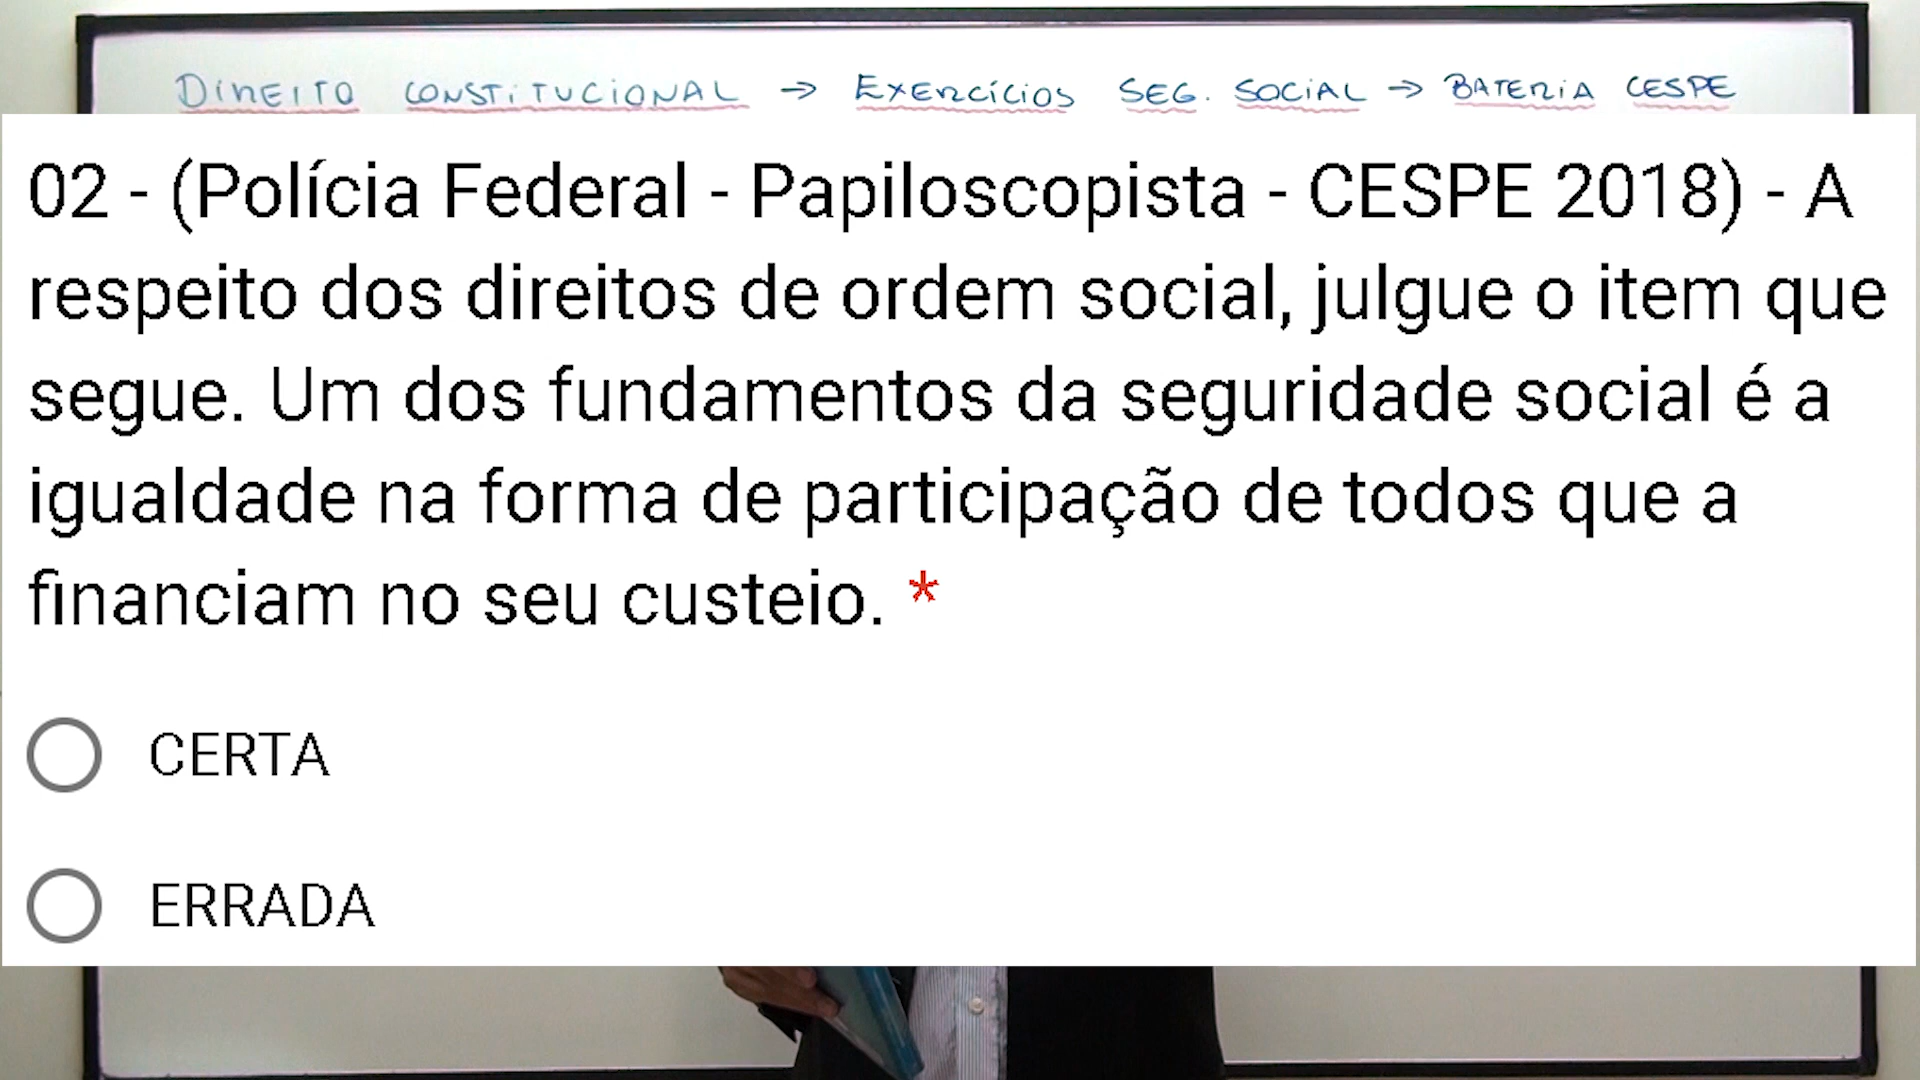 DIREITO CONSTITUCIONAL → EXERCÍCIOS SEG. SOCIAL → BATERIA CESPE
02 - (Polícia Federal - Papiloscopista - CESPE 2018) - A
respeito dos direitos de ordem social, julgue o item que
segue. Um dos fundamentos da seguridade social é a
igualdade na forma de participação de todos que a
financiam no seu custeio. *
CERTA
ERRADA